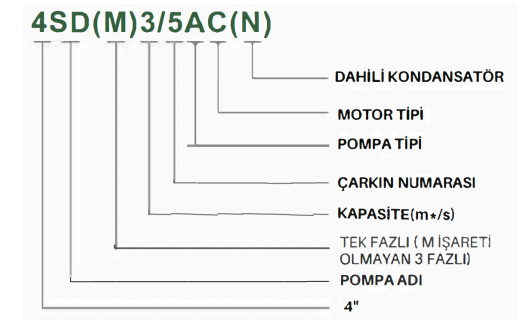 4SD(M)3/5AC(N)
DAHİLİ KONDANSATÖR
MOTOR TİPİ
POMPA TİPİ
ÇARKIN NUMARASI
KAPASİTE(m*/s)
TEK FAZLI ( M İŞARETİ
OLMAYAN 3 FAZLI)
POMPA ADI
4"